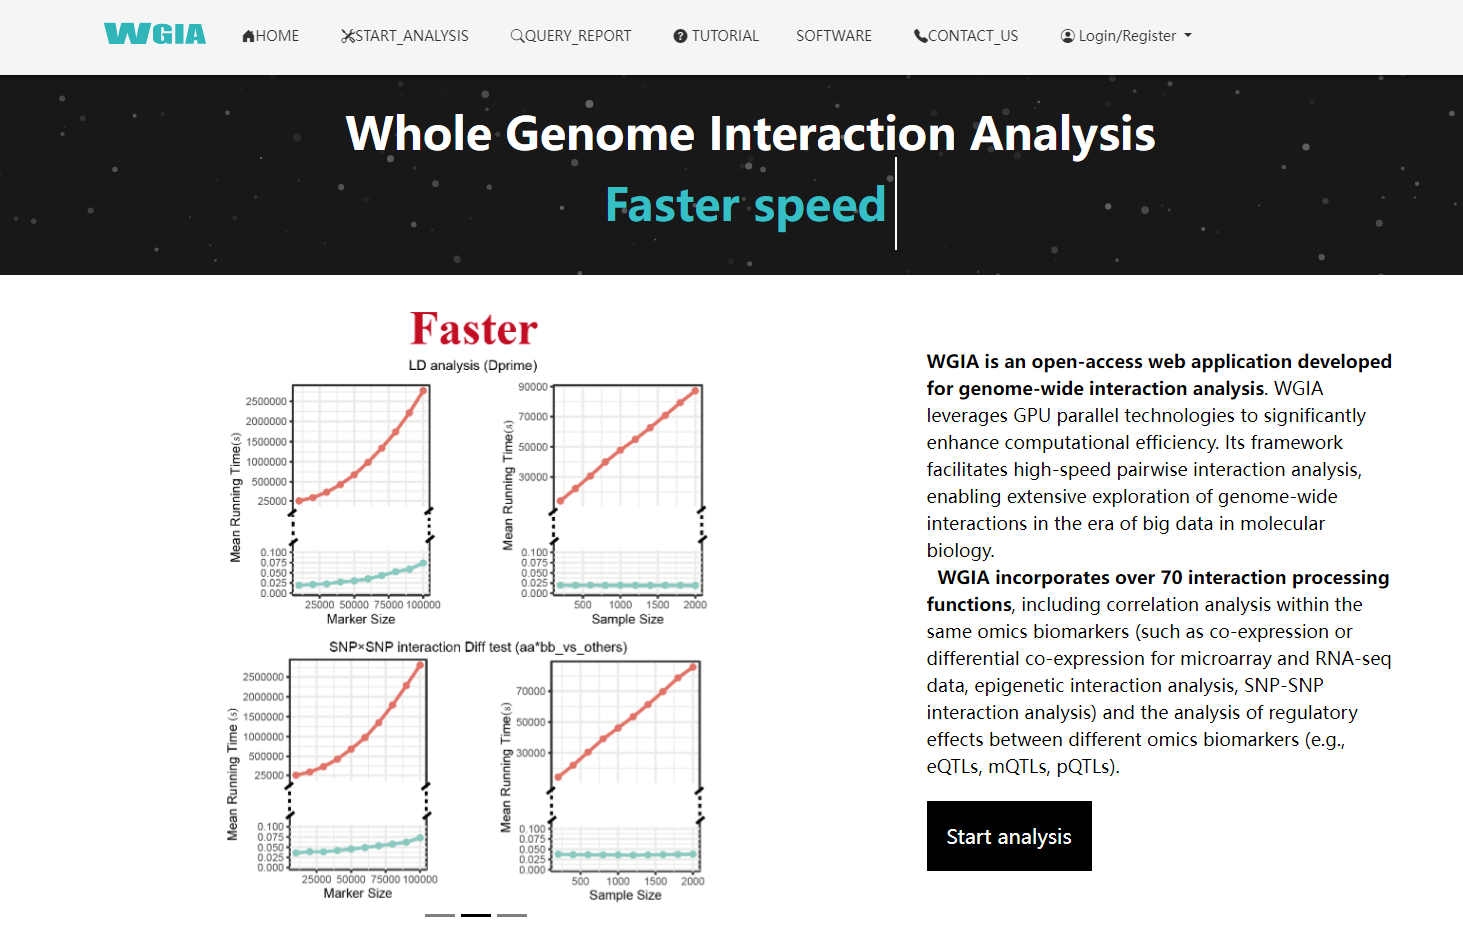 WGIA HOME START_ANALYSIS QUERY_REPORT TUTORIAL SOFTWARE CONTACT_US Login/Register
Whole Genome Interaction Analysis
Faster speed
Faster
LD analysis (Dprime)
Mean Running Time(s)
2500000
2000000
1500000
1000000
500000
25000
0.100
0.075
0.050
0.025
0.000
25000 50000 75000 100000
Marker Size
Mean Running Time(s)
90000
70000
50000
30000
0.100
0.075
0.050
0.025
0.000
500 1000 1500 2000
Sample Size
SNP×SNP interaction Diff test (aa*bb_vs_others)
Mean Running Time (s)
2500000
2000000
1500000
1000000
500000
25000
0.100
0.075
0.050
0.025
0.000
25000 50000 75000 100000
Marker Size
Mean Running Time(s)
70000
50000
30000
0.100
0.075
0.050
0.025
0.000
500 1000 1500 2000
Sample Size
WGIA is an open-access web application developed
for genome-wide interaction analysis. WGIA
leverages GPU parallel technologies to significantly
enhance computational efficiency. Its framework
facilitates high-speed pairwise interaction analysis,
enabling extensive exploration of genome-wide
interactions in the era of big data in molecular
biology.
WGIA incorporates over 70 interaction processing
functions, including correlation analysis within the
same omics biomarkers (such as co-expression or
differential co-expression for microarray and RNA-seq
data, epigenetic interaction analysis, SNP-SNP
interaction analysis) and the analysis of regulatory
effects between different omics biomarkers (e.g.,
eQTLs, mQTLs, pQTLs).
Start analysis